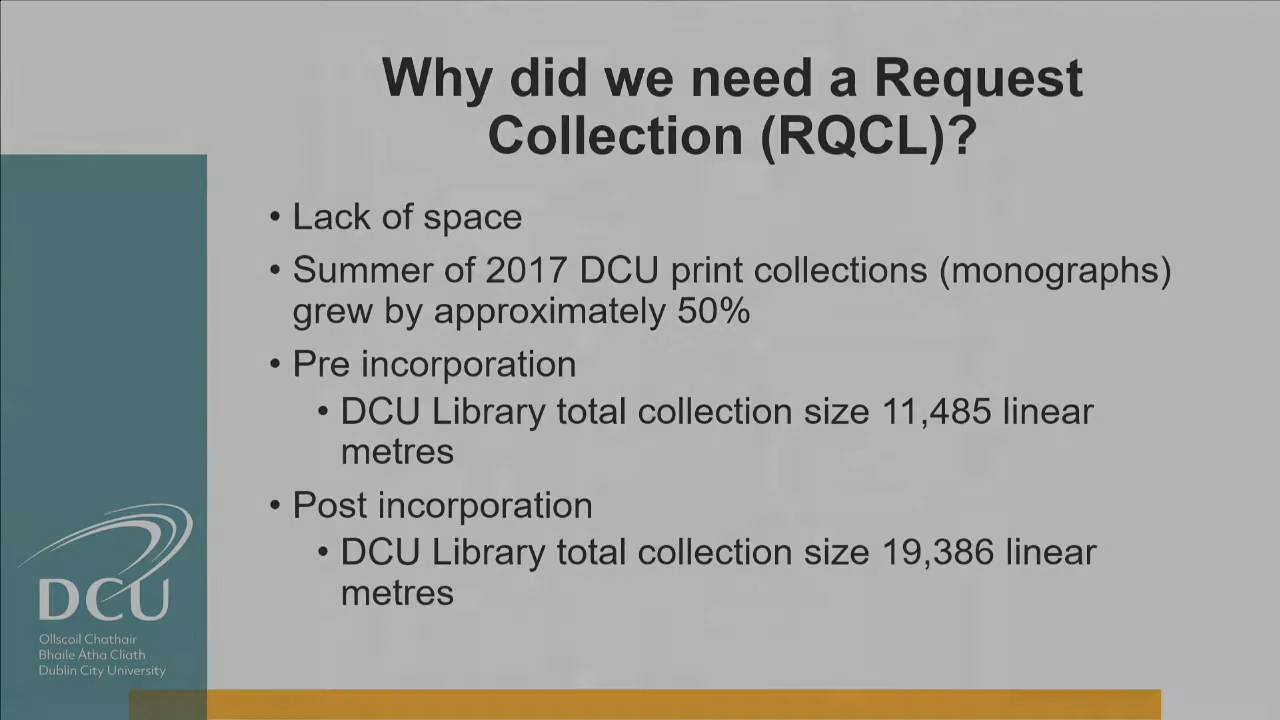 Why did we need a Request
Collection (RQCL)?
• Lack of space
• Summer of 2017 DCU print collections (monographs)
grew by approximately 50%
• Pre incorporation
• DCU Library total collection size 11,485 linear
metres
• Post incorporation
• DCU Library total collection size 19,386 linear
metres
DCU
Ollscoil Chathair
Bhaile Átha Cliath
Dublin City University